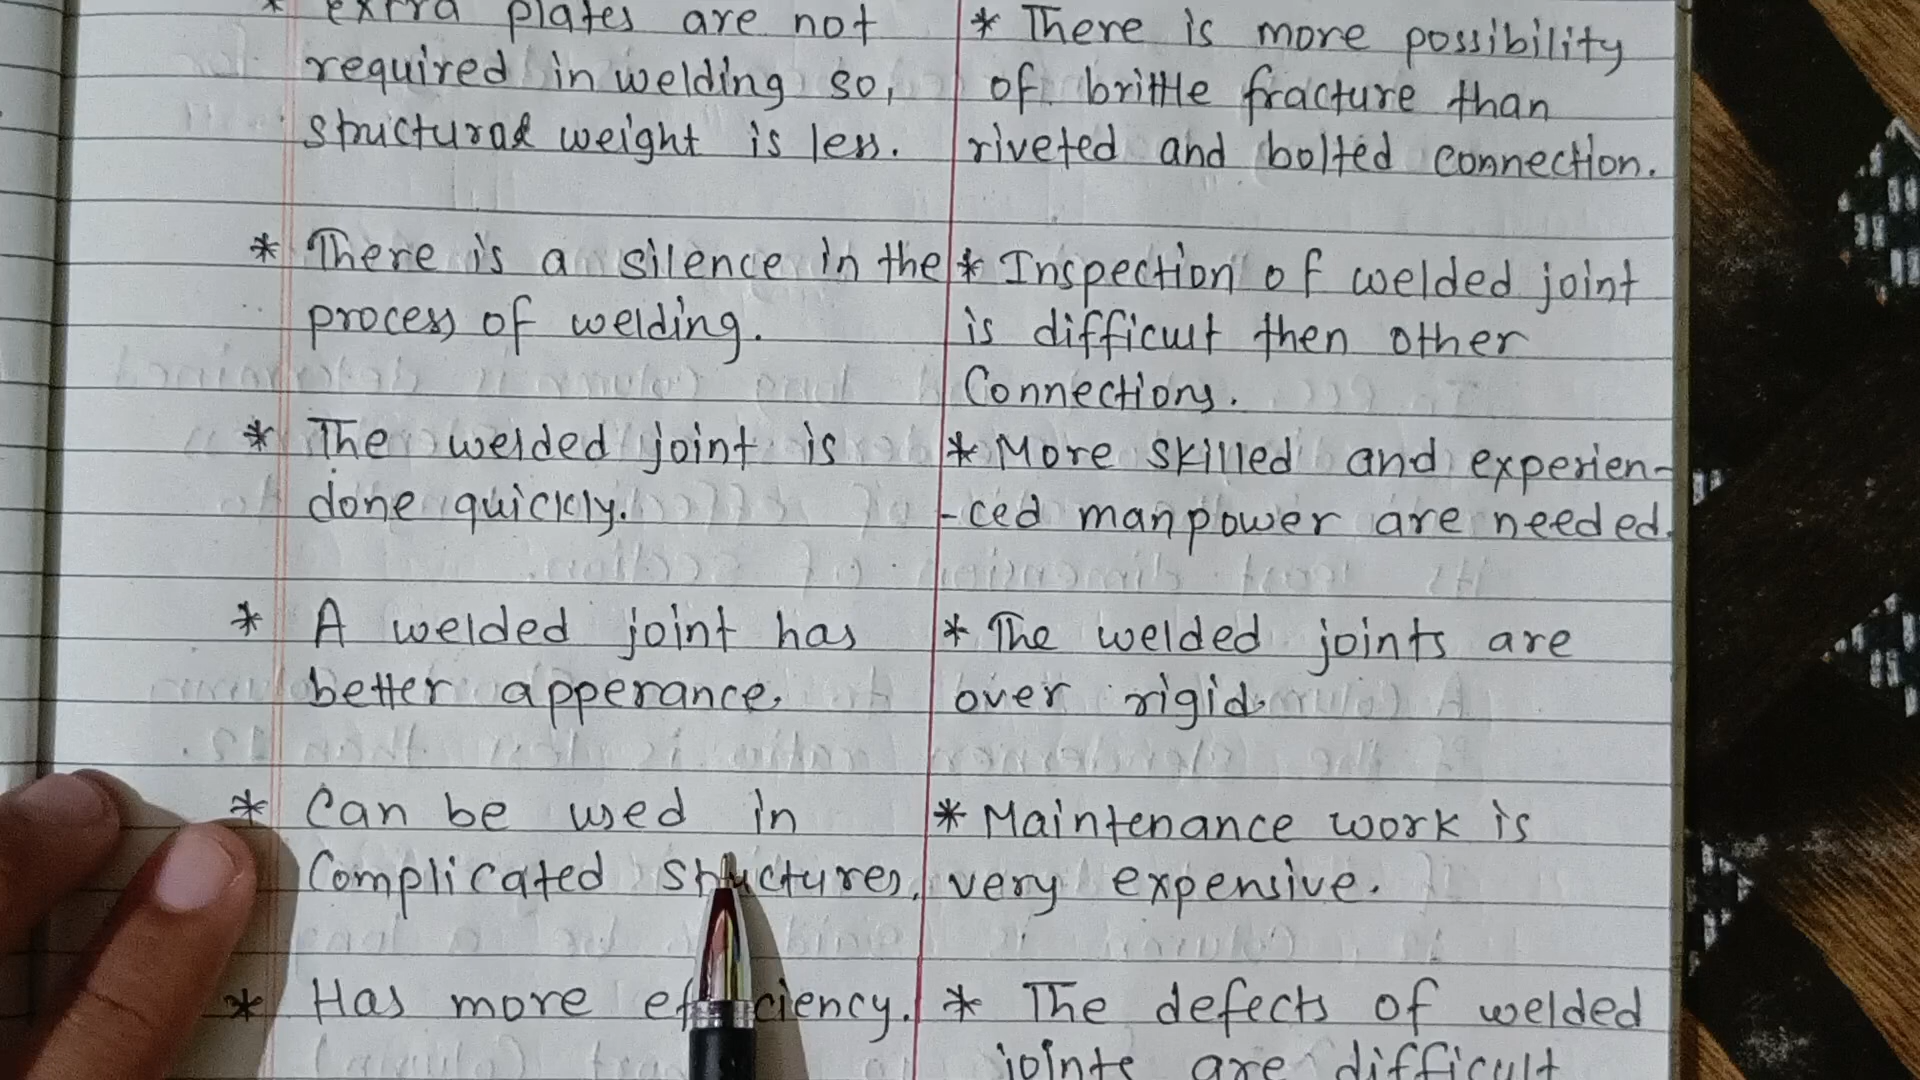 * extra plates are not
required in welding so,
structural weight is less.
* There is a silence in the
process of welding.
* The welded joint is
done quickly.
* A welded joint has
better apperance.
* Can be used in
Complicated structures.
* Has more efficiency.
* There is more possibility
of brittle fracture than
riveted and bolted connection.
* Inspection of welded joint
is difficult then other
Connections.
* More skilled and experien-
-ced manpower are needed.
* The welded joints are
over rigid.
* Maintenance work is
very expensive.
* The defects of welded
joints are difficult